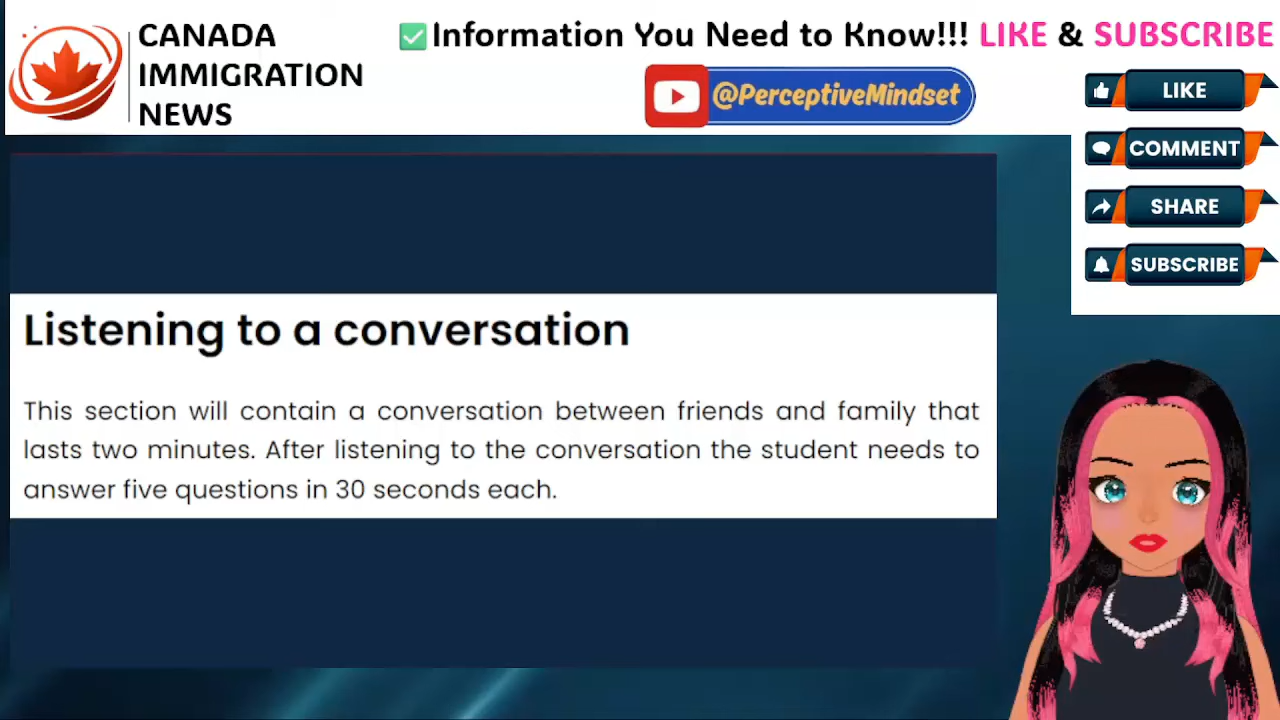 CANADA
IMMIGRATION
NEWS
✅Information You Need to Know!!! LIKE & SUBSCRIBE
@PerceptiveMindset
LIKE
COMMENT
SHARE
SUBSCRIBE
Listening to a conversation
This section will contain a conversation between friends and family that
lasts two minutes. After listening to the conversation the student needs to
answer five questions in 30 seconds each.